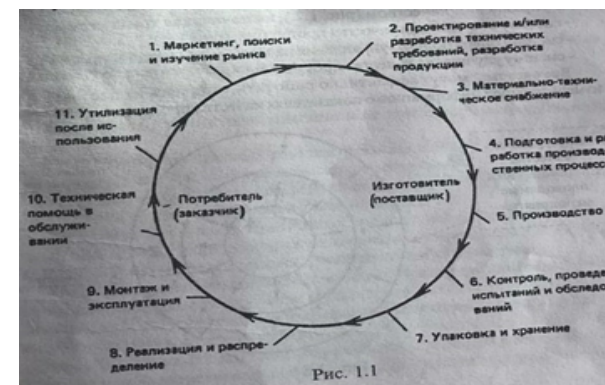 1. Маркетинг, поиски
и изучение рынка
2. Проектирование и/или
разработка технических
требований, разработка
продукции
3. Материально-техни-
ческое снабжение
4. Подготовка и р
работка производ
ственных процесс
5. Производство
6. Контроль, проведе
испытаний и обследо
ваний
7. Упаковка и хранение
8. Реализация и распре-
деление
9. Монтаж и
эксплуатация
10. Техническая
помощь в
обслужи-
вании
11. Утилизация
после ис-
пользования
Потребитель
(заказчик)
Изготовитель
(поставщик)
Рис. 1.1